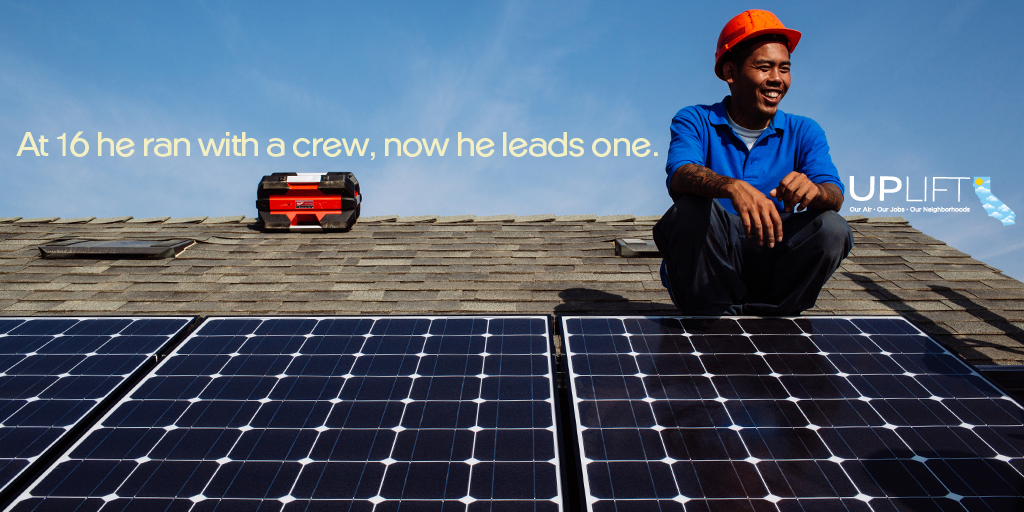 At 16 he ran with a crew, now he leads one.
UPLIFT
Our Air • Our Jobs • Our Neighborhoods